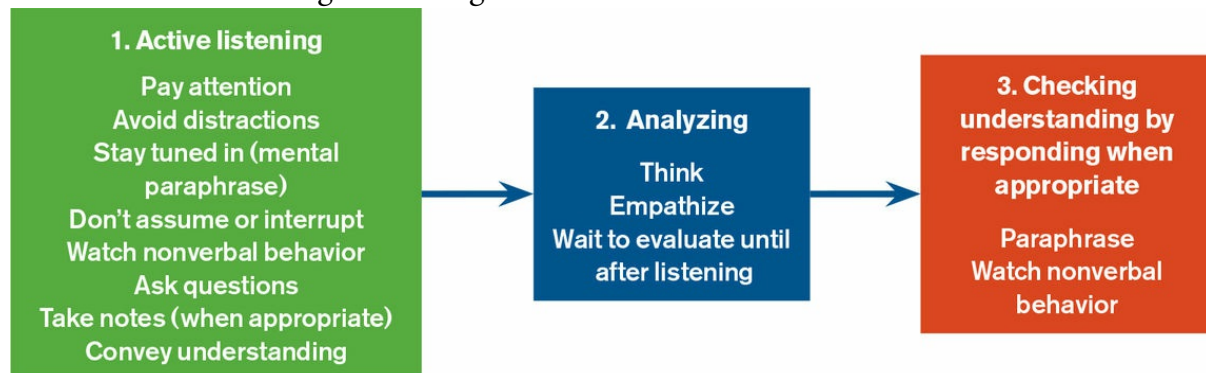 1. Active listening
Pay attention
Avoid distractions
Stay tuned in (mental
paraphrase)
Don't assume or interrupt
Watch nonverbal behavior
Ask questions
Take notes (when appropriate)
Convey understanding
2. Analyzing
Think
Empathize
Wait to evaluate until
after listening
3. Checking
understanding by
responding when
appropriate
Paraphrase
Watch nonverbal
behavior